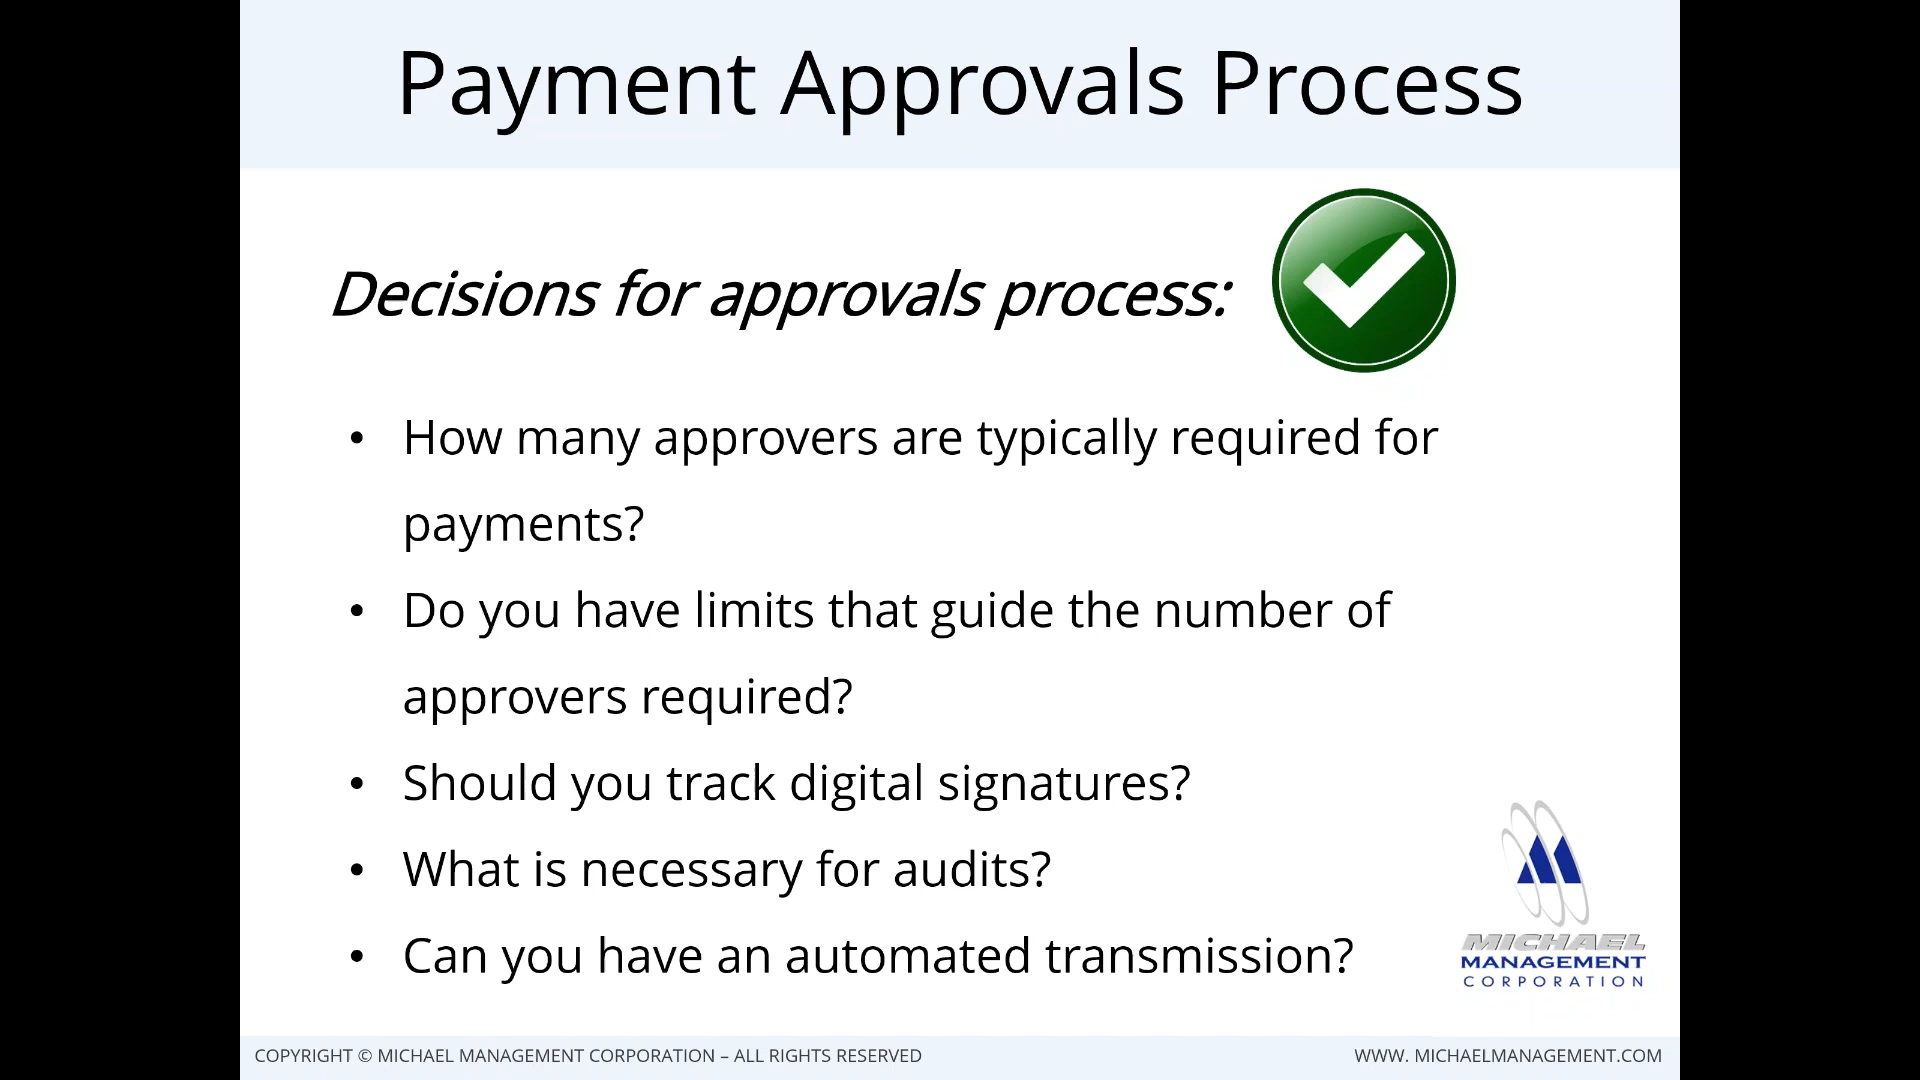 Payment Approvals Process
Decisions for approvals process:
• How many approvers are typically required for
payments?
• Do you have limits that guide the number of
approvers required?
• Should you track digital signatures?
• What is necessary for audits?
• Can you have an automated transmission?
MICHAEL
MANAGEMENT
CORPORATION
COPYRIGHT © MICHAEL MANAGEMENT CORPORATION – ALL RIGHTS RESERVED
WWW. MICHAELMANAGEMENT.COM